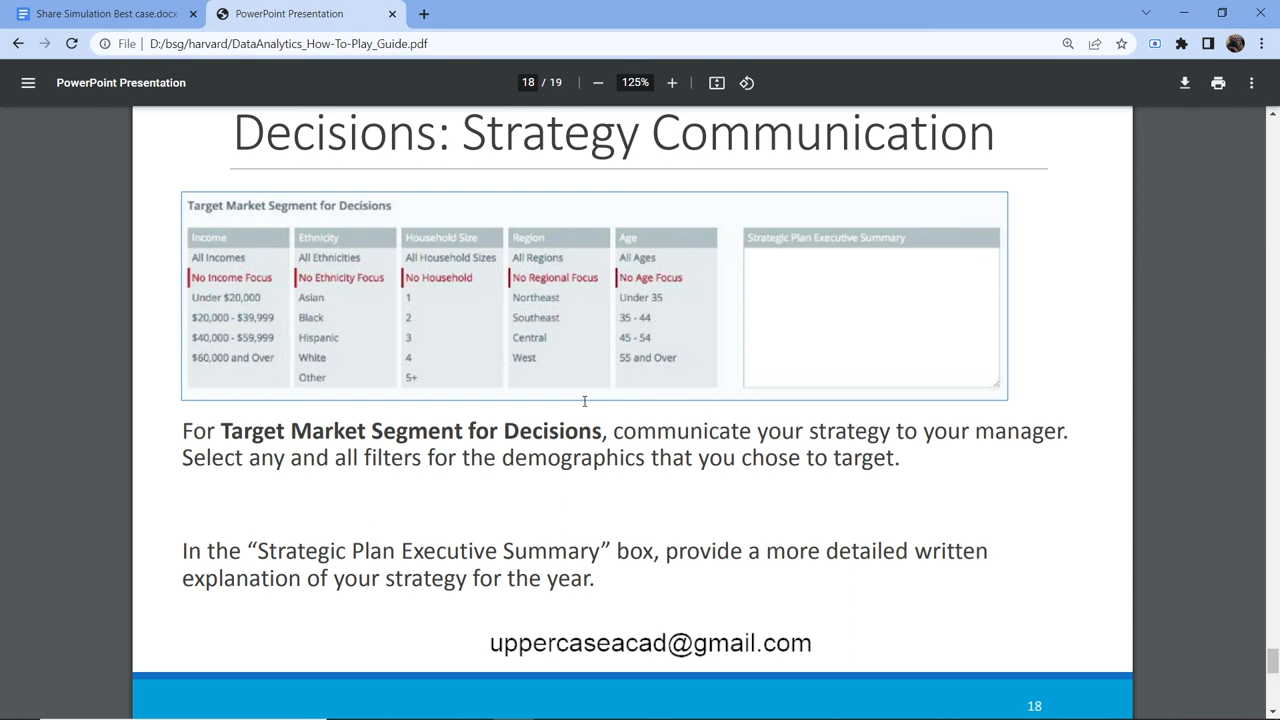 Share Simulation Best case.docx
PowerPoint Presentation
File
D:/bsg/harvard/DataAnalytics_How-To-Play_Guide.pdf
PowerPoint Presentation
18 / 19
125%
Decisions: Strategy Communication
Target Market Segment for Decisions
Income Ethnicity Household Size Region Age Strategic Plan Executive Summary
All Incomes All Ethnicities All Household Sizes All Regions All Ages
No Income Focus No Ethnicity Focus No Household No Regional Focus No Age Focus
Under $20,000 Asian 1 Northeast Under 35
$20,000 - $39,999 Black 2 Southeast 35 - 44
$40,000 - $59,999 Hispanic 3 Central 45 - 54
$60,000 and Over White 4 West 55 and Over
Other 5+
For Target Market Segment for Decisions, communicate your strategy to your manager.
Select any and all filters for the demographics that you chose to target.
In the “Strategic Plan Executive Summary” box, provide a more detailed written
explanation of your strategy for the year.
uppercaseacad@gmail.com
18